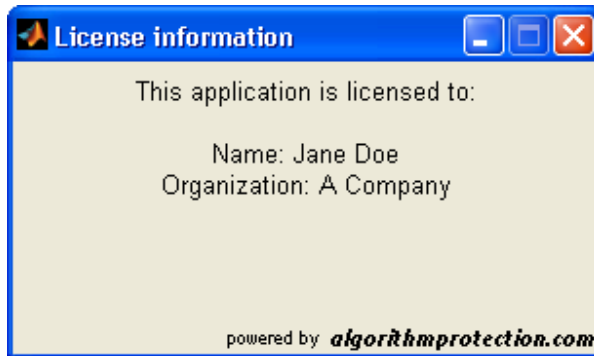 License information
This application is licensed to:
Name: Jane Doe
Organization: A Company
powered by algorithmprotection.com